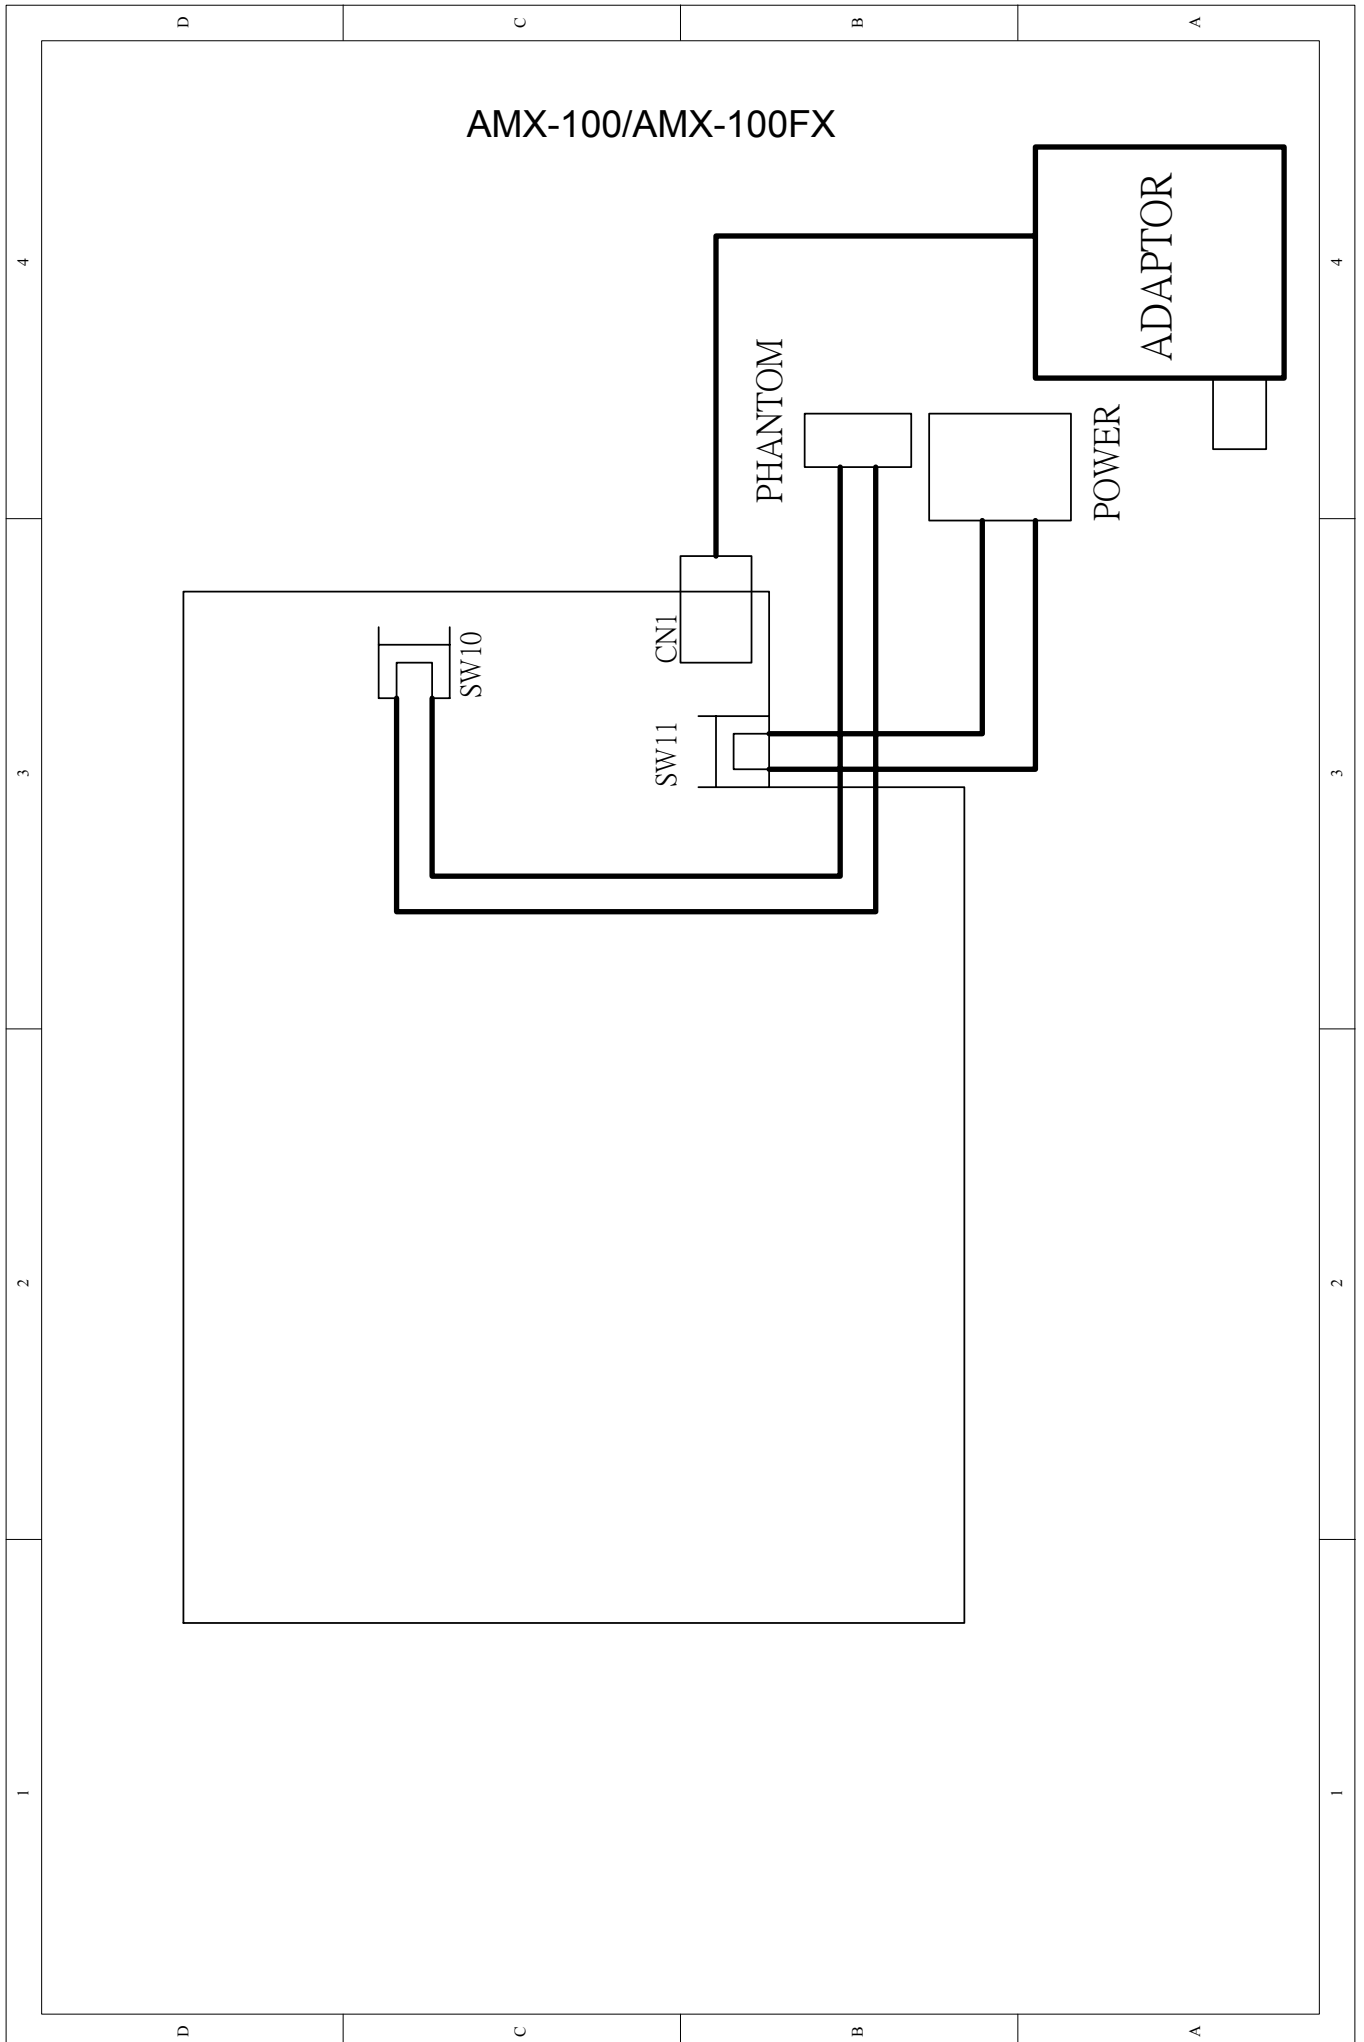 D
C
B
A
AMX-100/AMX-100FX
4
4
ADAPTOR
PHANTOM
POWER
CN1
SW10
SW11
3
3
2
2
1
1
D
C
B
A